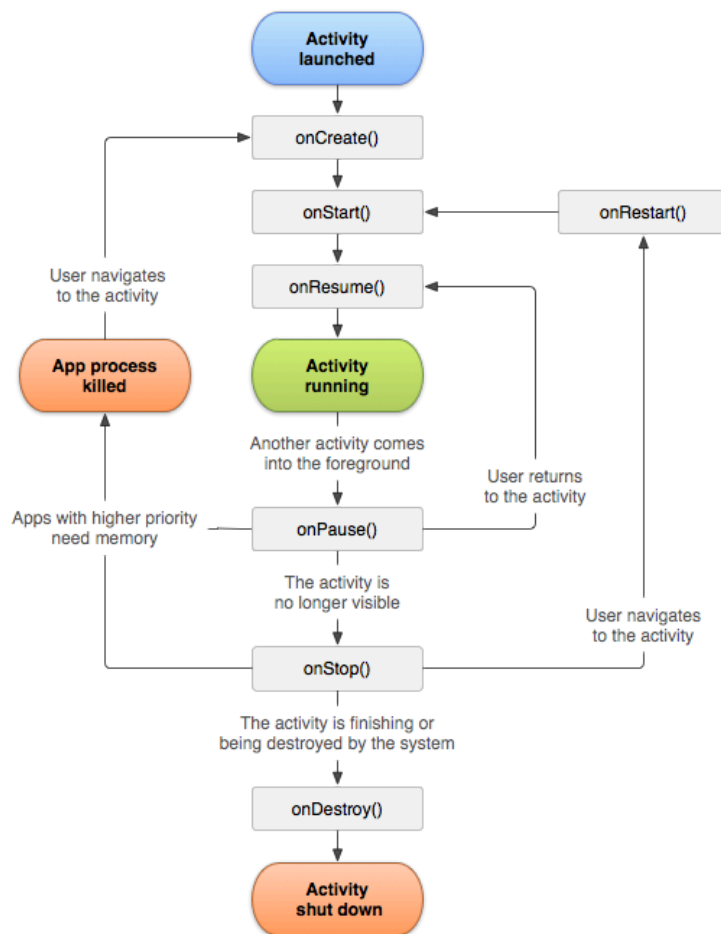 Activity
launched
onCreate()
onStart()
onRestart()
User navigates
to the activity
onResume()
App process
killed
Activity
running
Another activity comes
into the foreground
User returns
to the activity
Apps with higher priority
need memory
onPause()
The activity is
no longer visible
User navigates
to the activity
onStop()
The activity is finishing or
being destroyed by the system
onDestroy()
Activity
shut down